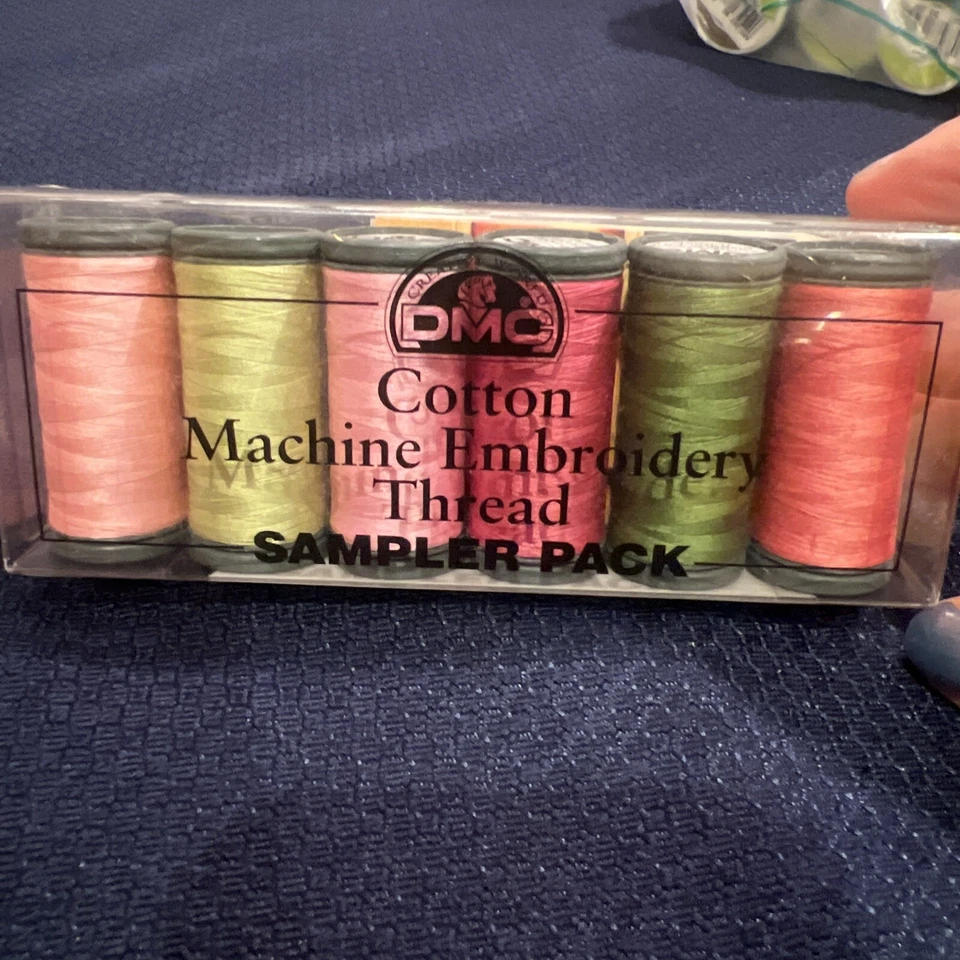 DMC
Cotton
Machine Embroidery
Thread
SAMPLER PACK